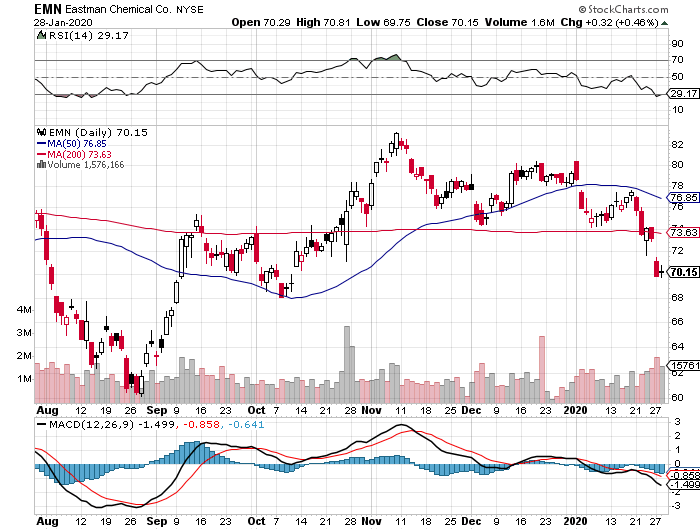 EMN Eastman Chemical Co. NYSE © StockCharts.com
28-Jan-2020 Open 70.29 High 70.81 Low 69.75 Close 70.15 Volume 1.6M Chg +0.32 (+0.46%)
RSI(14) 29.17
90
70
50
29.17
10
EMN (Daily) 70.15
MA(50) 76.85
MA(200) 73.63
Volume 1,576,166
82
80
78
76.85
76
73.63
72
70.15
68
66
64
62
60
4M
3M
2M
1M
15761
Aug 12 19 26 Sep 9 16 23 Oct 7 14 21 28 Nov 11 18 25 Dec 9 16 23 2020 13 21 27
MACD(12,26,9) -1.499, -0.858, -0.641
3
2
1
0
-0.858
-1.499
-2
-3
Aug 12 19 26 Sep 9 16 23 Oct 7 14 21 28 Nov 11 18 25 Dec 9 16 23 2020 13 21 27